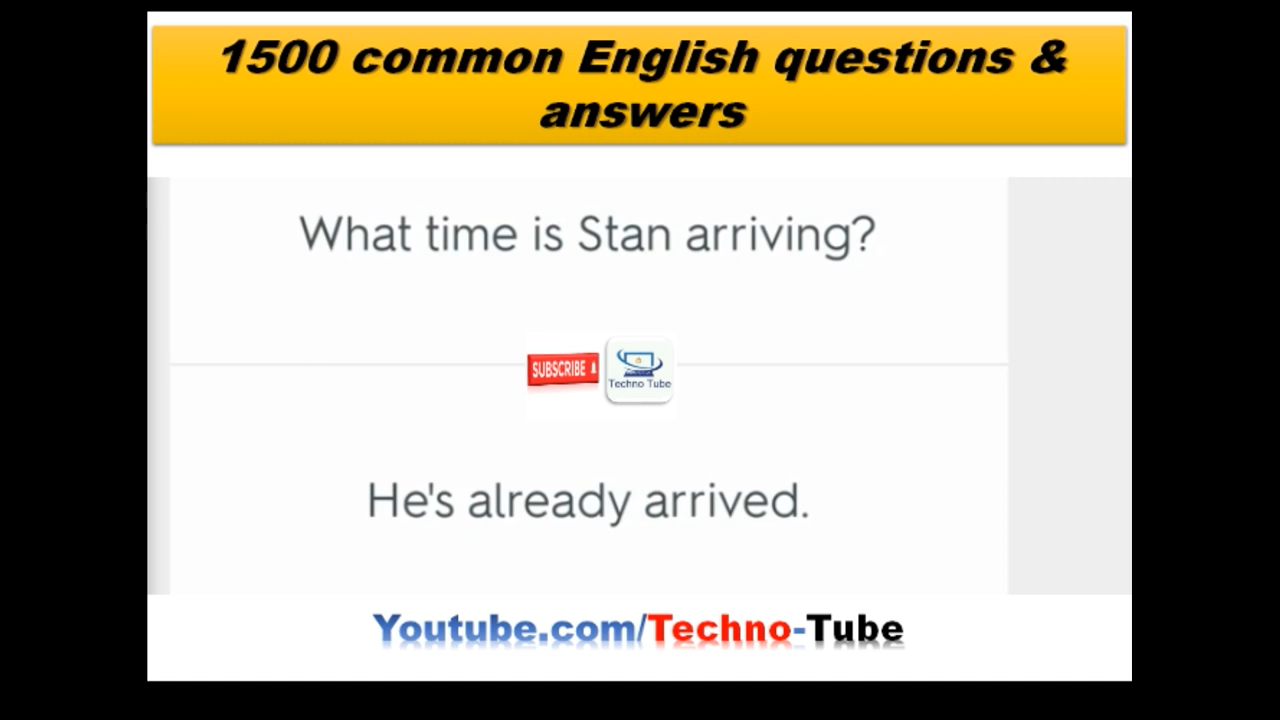 1500 common English questions &
answers
What time is Stan arriving?
SUBSCRIBE
Techno Tube
He's already arrived.
Youtube.com/Techno-Tube